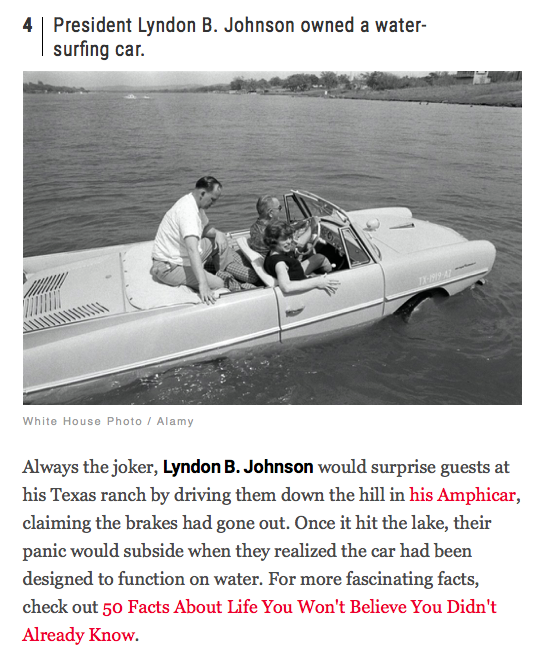 4 President Lyndon B. Johnson owned a water-
surfing car.
White House Photo / Alamy
Always the joker, Lyndon B. Johnson would surprise guests at
his Texas ranch by driving them down the hill in his Amphicar,
claiming the brakes had gone out. Once it hit the lake, their
panic would subside when they realized the car had been
designed to function on water. For more fascinating facts,
check out 50 Facts About Life You Won't Believe You Didn't
Already Know.